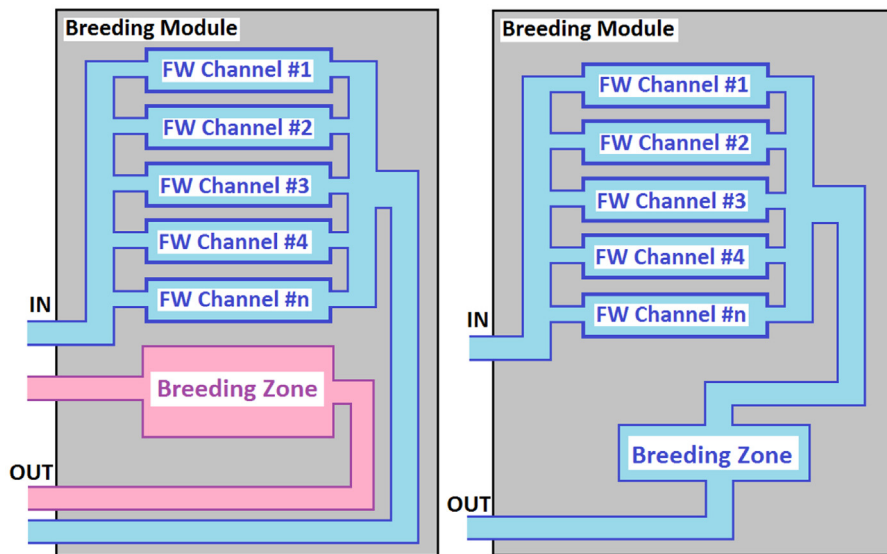 Breeding Module
FW Channel #1
FW Channel #2
FW Channel #3
FW Channel #4
FW Channel #n
IN
Breeding Zone
OUT
Breeding Module
FW Channel #1
FW Channel #2
FW Channel #3
FW Channel #4
FW Channel #n
IN
Breeding Zone
OUT